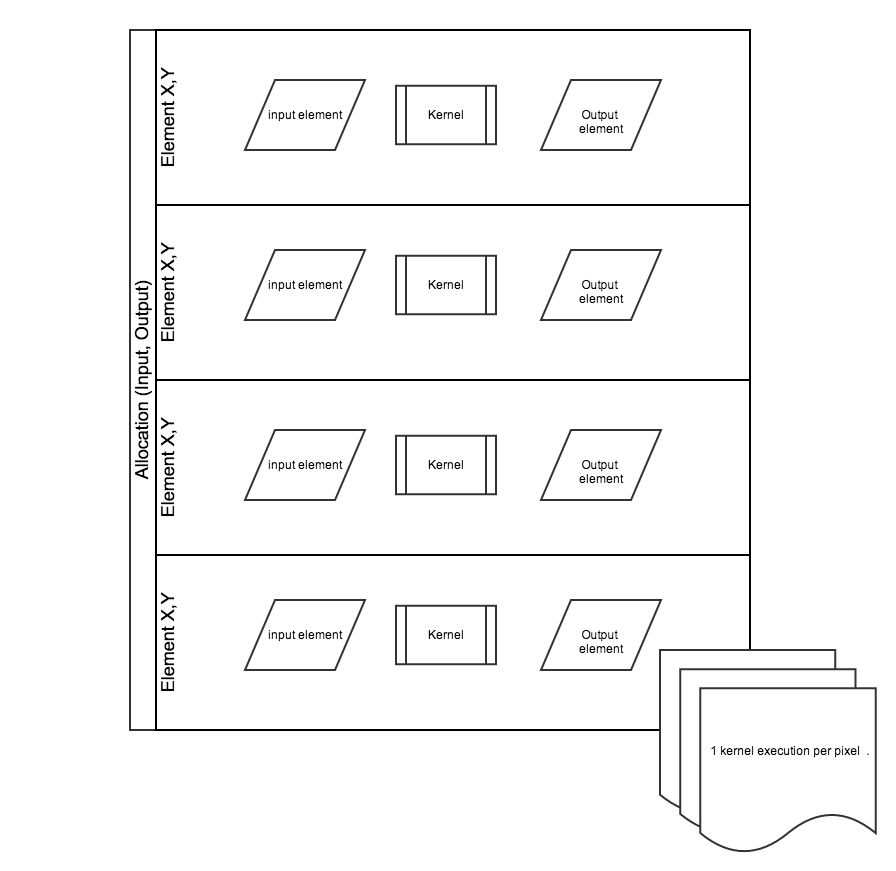 Allocation (Input, Output)
Element X,Y
input element
Kernel
Output
element
Element X,Y
input element
Kernel
Output
element
Element X,Y
input element
Kernel
Output
element
Element X,Y
input element
Kernel
Output
element
1 kernel execution per pixel .